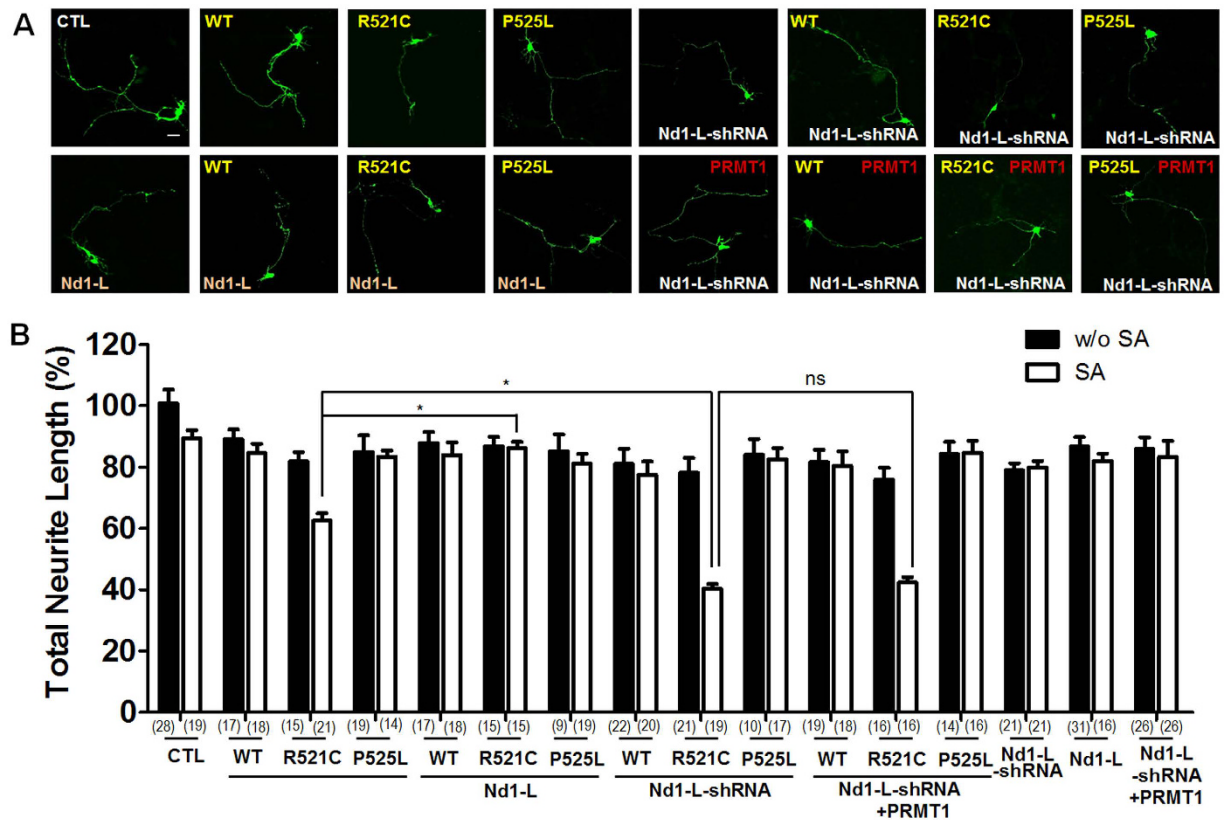 A
CTL WT R521C P525L WT R521C P525L
Nd1-L-shRNA Nd1-L-shRNA Nd1-L-shRNA Nd1-L-shRNA
WT R521C P525L PRMT1 WT PRMT1 R521C PRMT1 P525L PRMT1
Nd1-L Nd1-L Nd1-L Nd1-L Nd1-L-shRNA Nd1-L-shRNA Nd1-L-shRNA Nd1-L-shRNA
B
Total Neurite Length (%)
120
100
80
60
40
20
0
w/o SA
SA
*
*
ns
(28) (19) (17) (18) (15) (21) (19) (14) (17) (18) (15) (15) (9) (19) (22) (20) (21) (19) (10) (17) (19) (18) (16) (16) (14) (16) (21) (21) (31) (16) (26) (26)
CTL WT R521C P525L WT R521C P525L WT R521C P525L WT R521C P525L Nd1-L Nd1-L Nd1-L
-shRNA -shRNA
+PRMT1
Nd1-L Nd1-L-shRNA Nd1-L-shRNA
+PRMT1